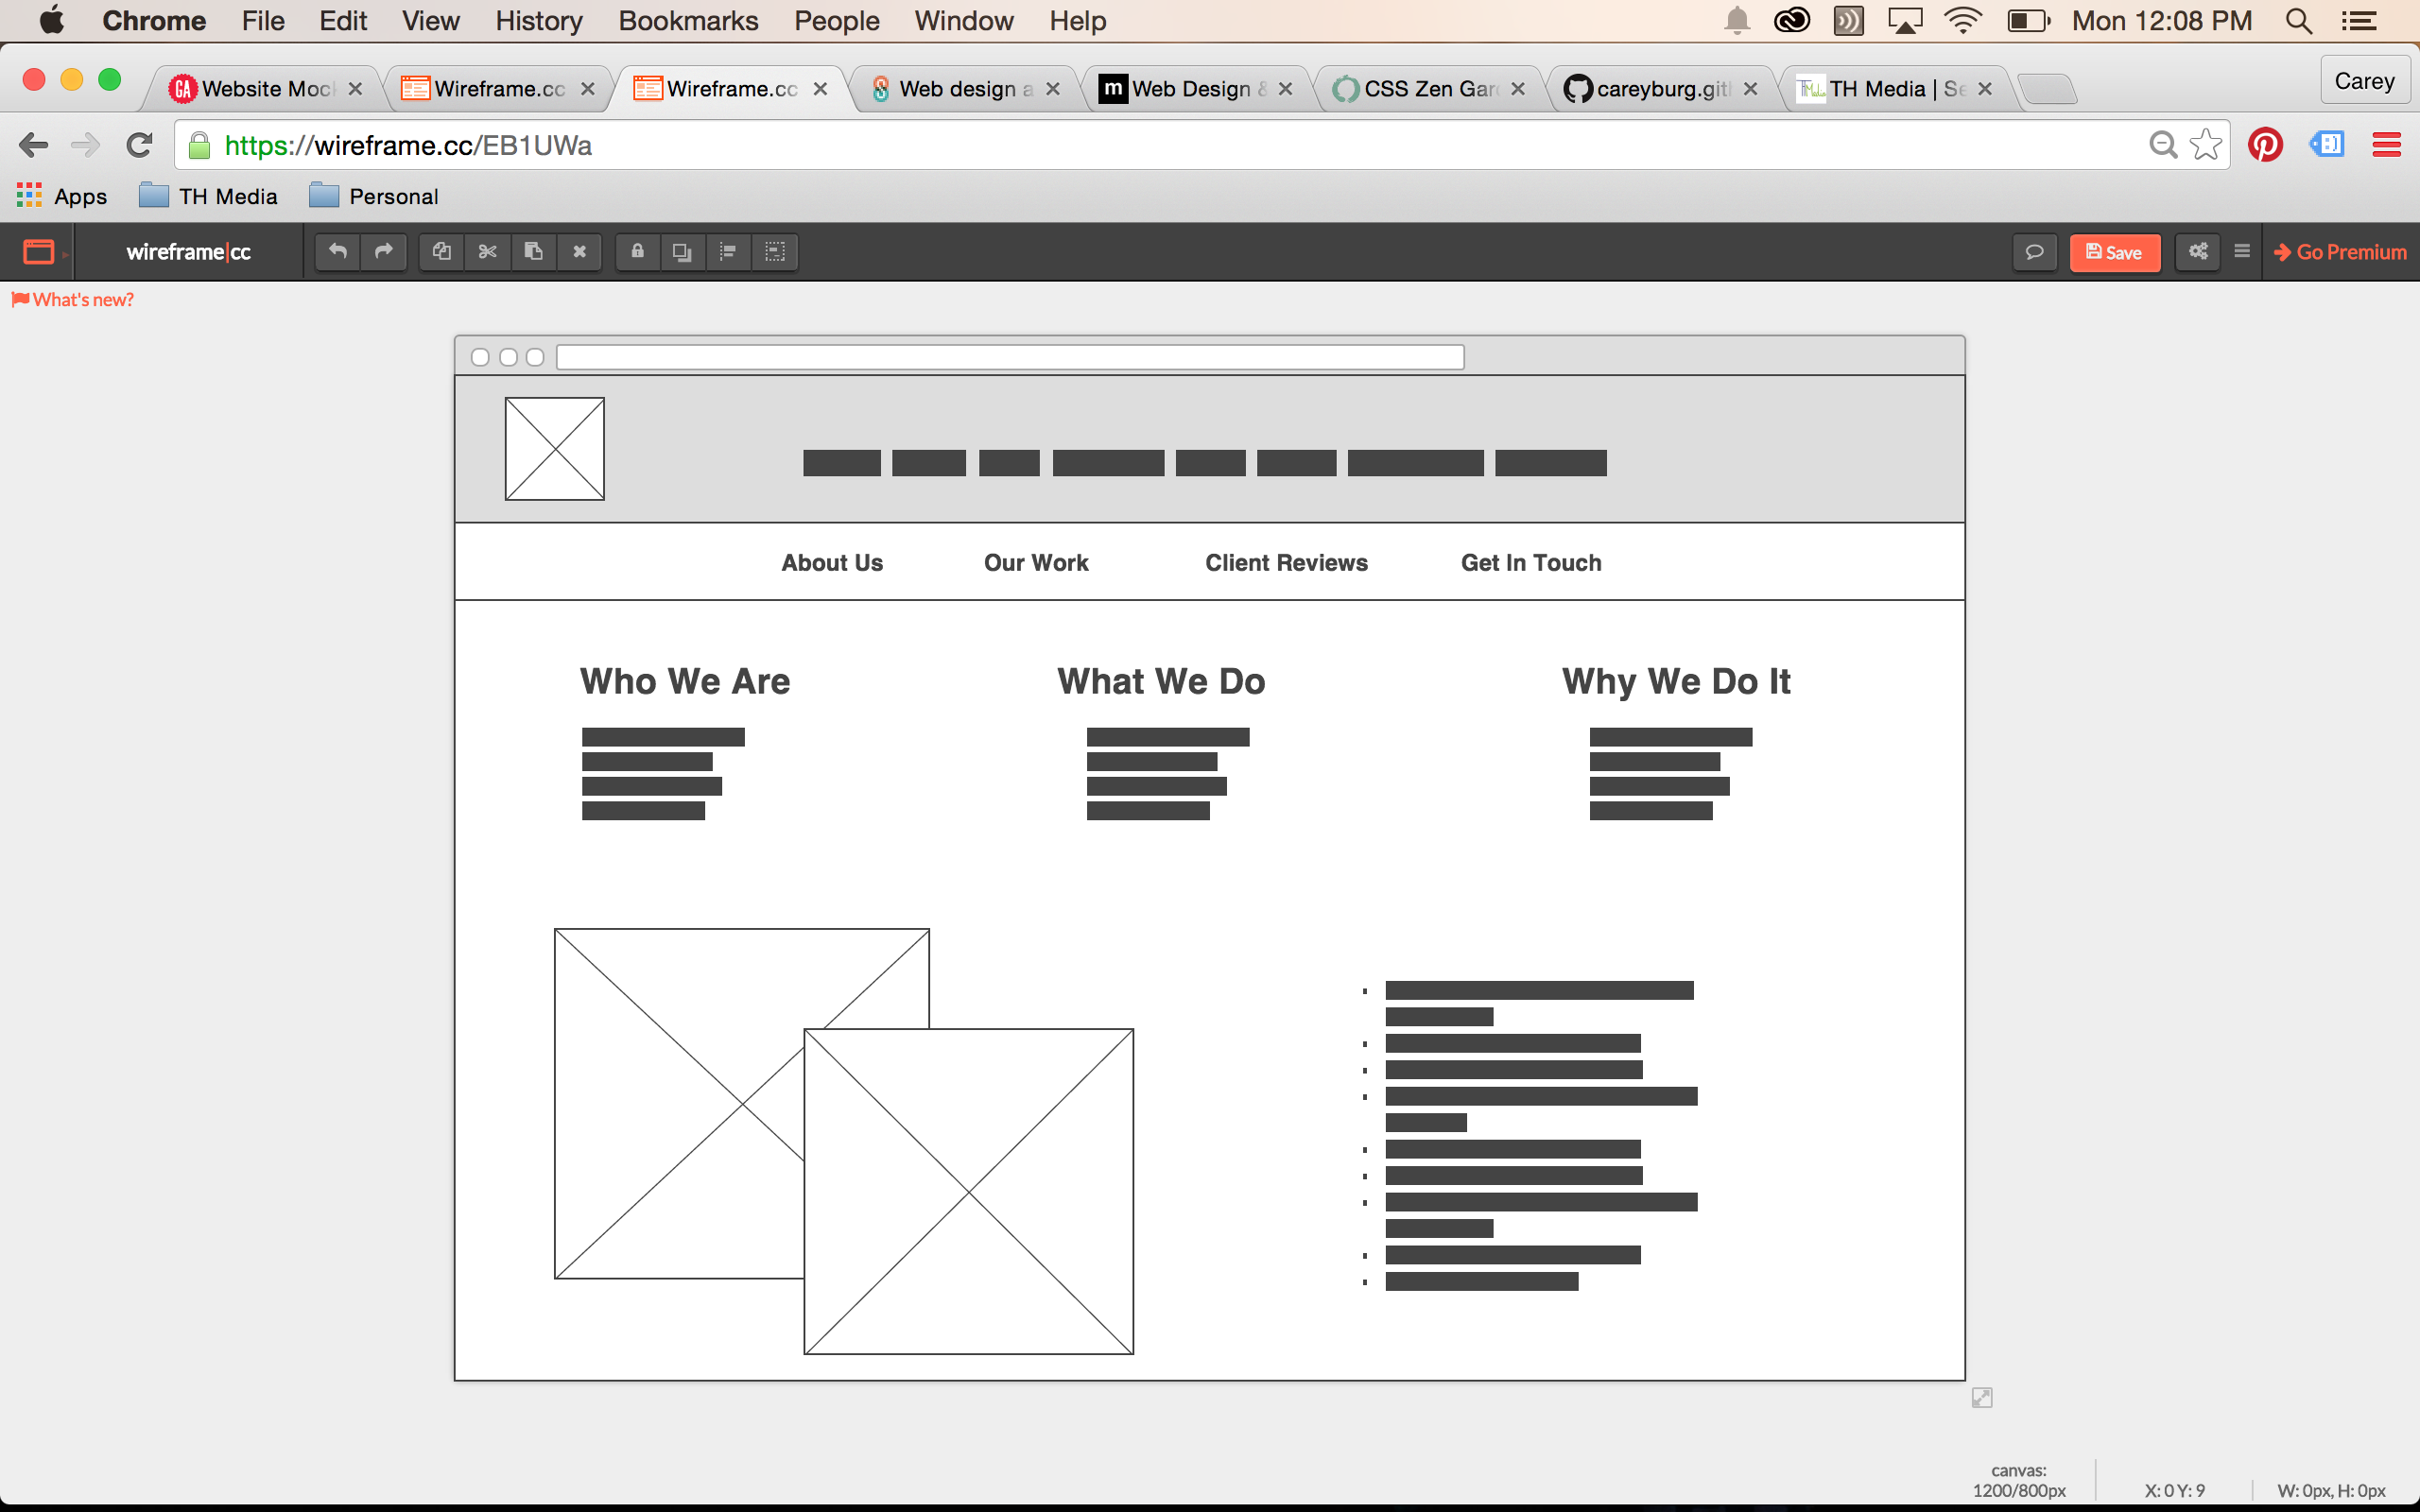 Chrome File Edit View History Bookmarks People Window Help Mon 12:08 PM
GA Website Moc Wireframe.cc Wireframe.cc Web design a m Web Design & CSS Zen Gar careyburg.git TH Media | Se Carey
https://wireframe.cc/EB1UWa
Apps TH Media Personal
wireframe|cc Save Go Premium
What's new?
About Us Our Work Client Reviews Get In Touch
Who We Are What We Do Why We Do It
canvas:
1200/800px X: 0 Y: 9 W: 0px, H: 0px